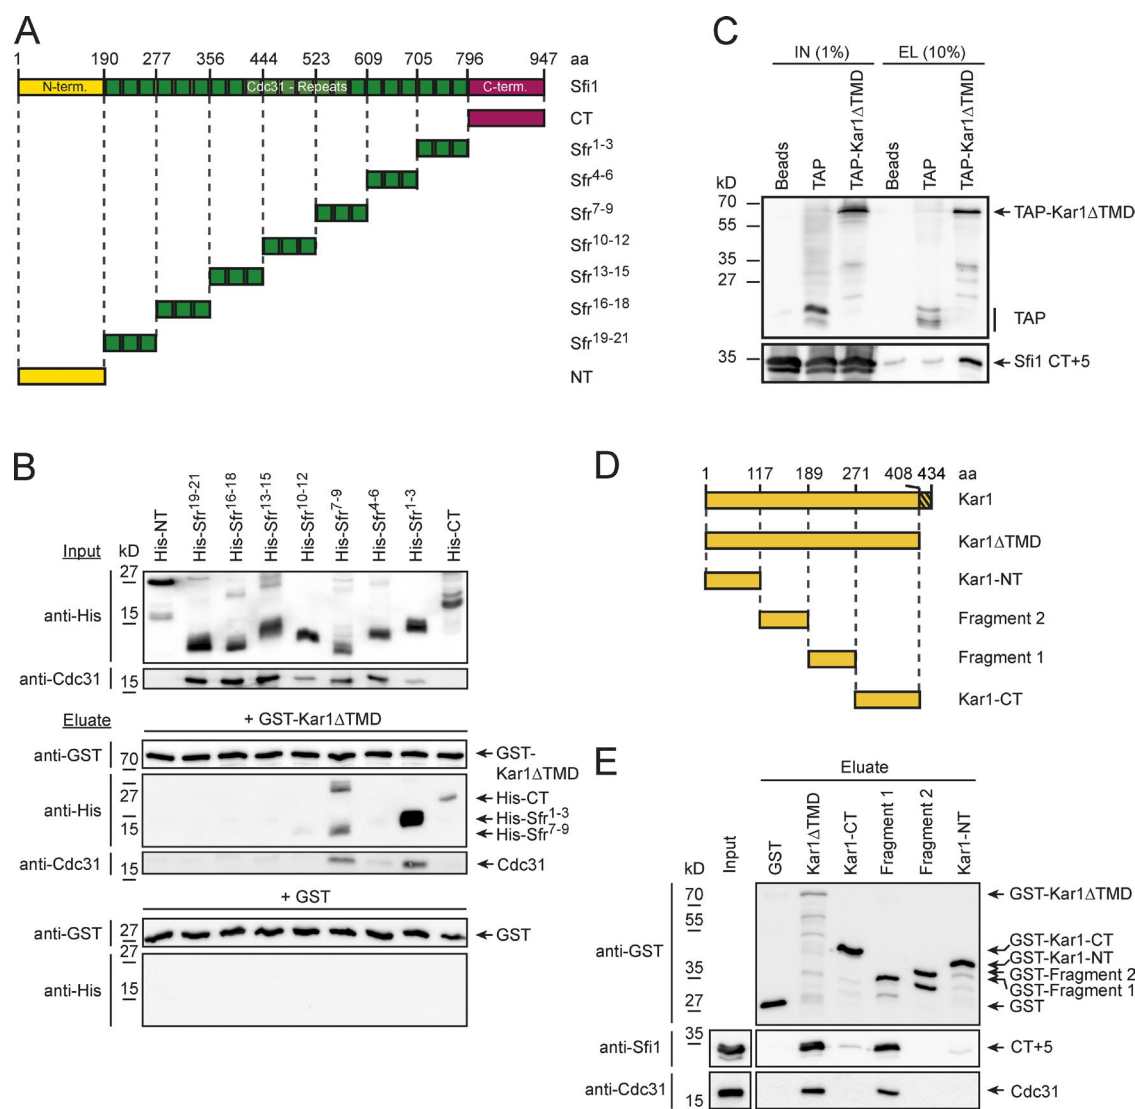 A
1 190 277 356 444 523 609 705 796 947 aa
N-term. Cdc31 - Repeats C-term. Sfi1
CT
Sfr1-3
Sfr4-6
Sfr7-9
Sfr10-12
Sfr13-15
Sfr16-18
Sfr19-21
NT
B
His-NT
His-Sfr19-21
His-Sfr16-18
His-Sfr13-15
His-Sfr10-12
His-Sfr7-9
His-Sfr4-6
His-Sfr1-3
His-CT
Input kD
27
anti-His 15
anti-Cdc31 15
Eluate + GST-Kar1ΔTMD
anti-GST 70 GST-
Kar1ΔTMD
anti-His 27 His-CT
His-Sfr1-3
15 His-Sfr7-9
anti-Cdc31 15 Cdc31
+ GST
anti-GST 27 GST
27
anti-His 15
C
IN (1%) EL (10%)
Beads
TAP
TAP-Kar1ΔTMD
Beads
TAP
TAP-Kar1ΔTMD
kD
70 TAP-Kar1ΔTMD
55
35
27
TAP
35 Sfi1 CT+5
D
1 117 189 271 408 434 aa
Kar1
Kar1ΔTMD
Kar1-NT
Fragment 2
Fragment 1
Kar1-CT
E
Eluate
Input
GST
Kar1ΔTMD
Kar1-CT
Fragment 1
Fragment 2
Kar1-NT
kD
70 GST-Kar1ΔTMD
55
anti-GST GST-Kar1-CT
GST-Kar1-NT
35 GST-Fragment 2
GST-Fragment 1
27 GST
35
anti-Sfi1 CT+5
anti-Cdc31 15 Cdc31